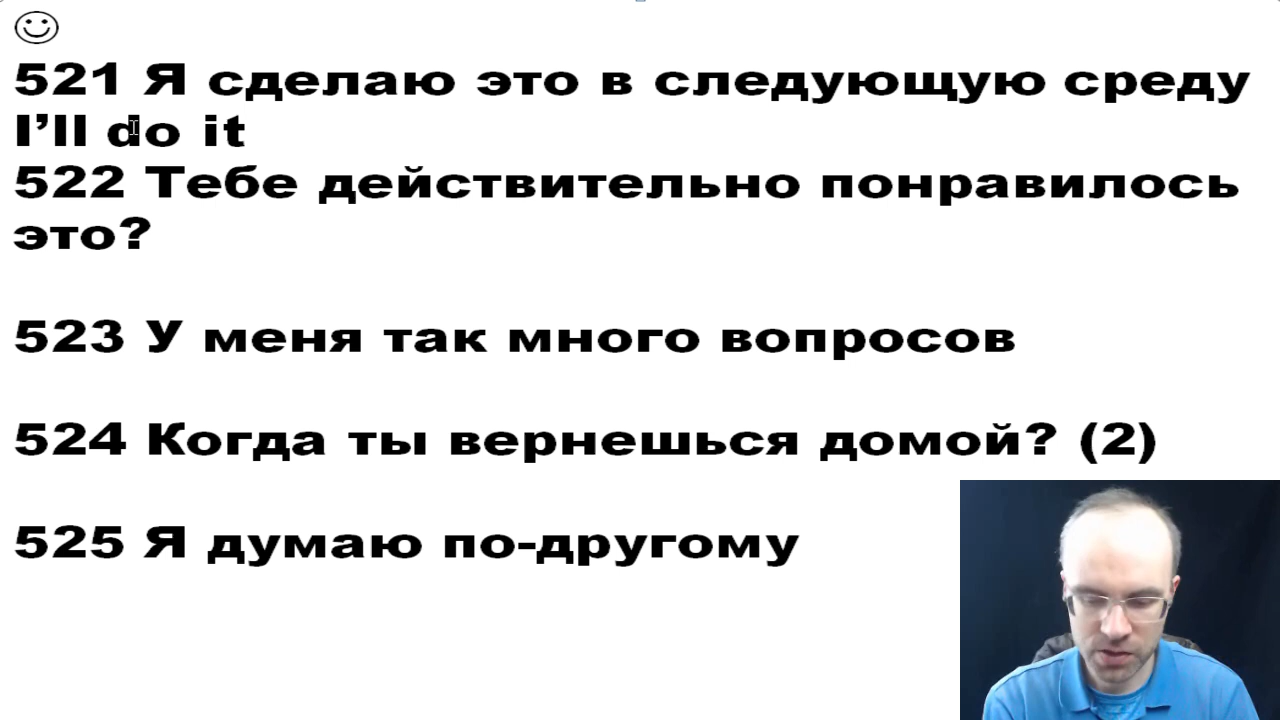 521 Я сделаю это в следующую среду
I’ll do it
522 Тебе действительно понравилось
это?
523 У меня так много вопросов
524 Когда ты вернешься домой? (2)
525 Я думаю по-другому